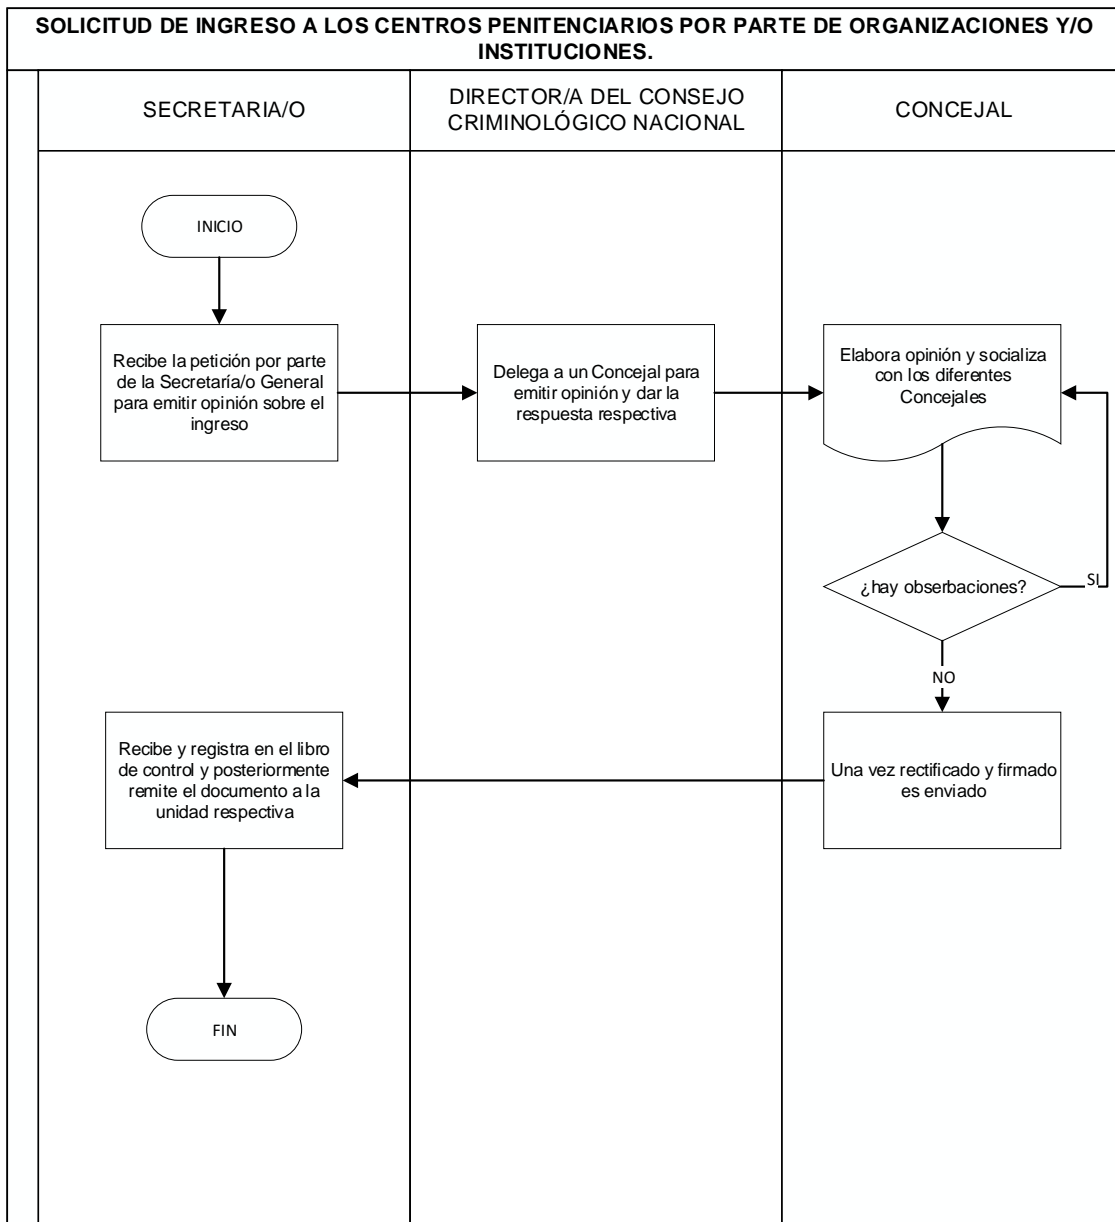 SOLICITUD DE INGRESO A LOS CENTROS PENITENCIARIOS POR PARTE DE ORGANIZACIONES Y/O
INSTITUCIONES.
SECRETARIA/O
DIRECTOR/A DEL CONSEJO
CRIMINOLÓGICO NACIONAL
CONCEJAL
INICIO
Recibe la petición por parte
de la Secretaría/o General
para emitir opinión sobre el
ingreso
Delega a un Concejal para
emitir opinión y dar la
respuesta respectiva
Elabora opinión y socializa
con los diferentes
Concejales
¿hay obserbaciones?
SI
NO
Recibe y registra en el libro
de control y posteriormente
remite el documento a la
unidad respectiva
Una vez rectificado y firmado
es enviado
FIN